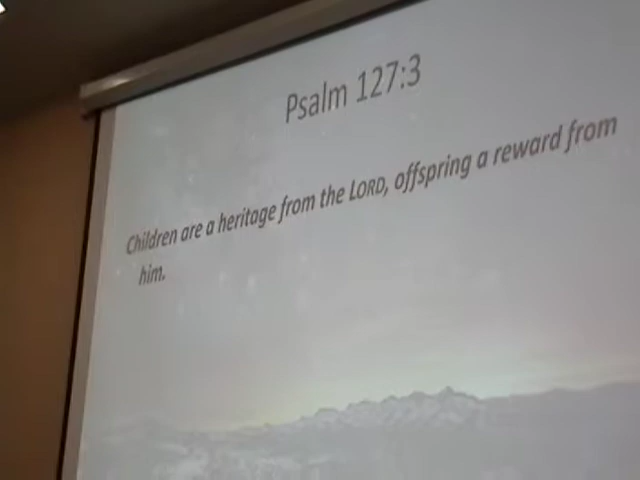 Psalm 127:3
Children are a heritage from the LORD, offspring a reward from
him.